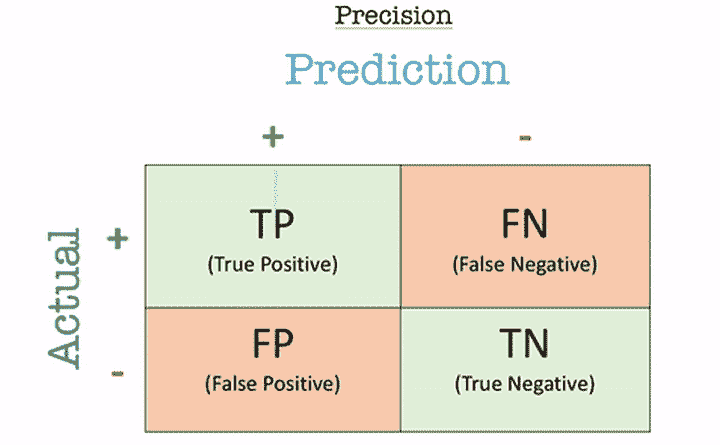 Precision
Prediction
+ -
Actual
+
TP
(True Positive)
FN
(False Negative)
-
FP
(False Positive)
TN
(True Negative)